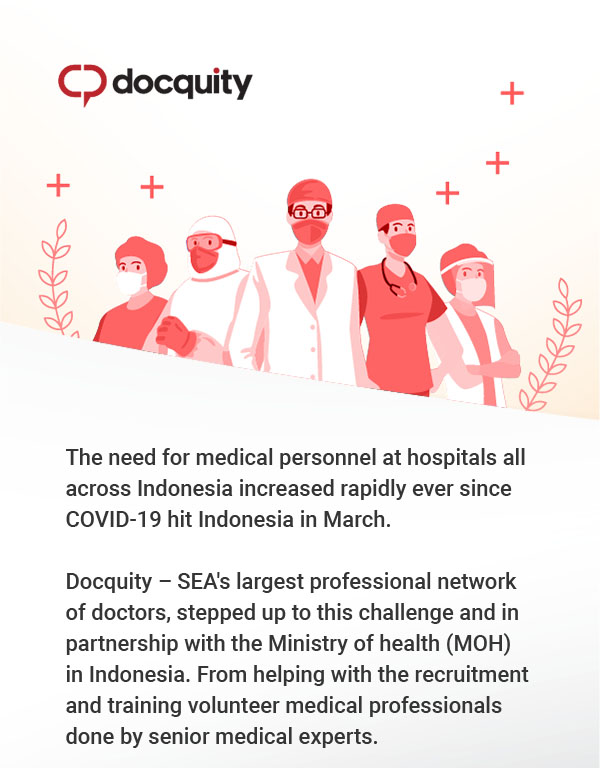 docquity
The need for medical personnel at hospitals all
across Indonesia increased rapidly ever since
COVID-19 hit Indonesia in March.
Docquity – SEA's largest professional network
of doctors, stepped up to this challenge and in
partnership with the Ministry of health (MOH)
in Indonesia. From helping with the recruitment
and training volunteer medical professionals
done by senior medical experts.